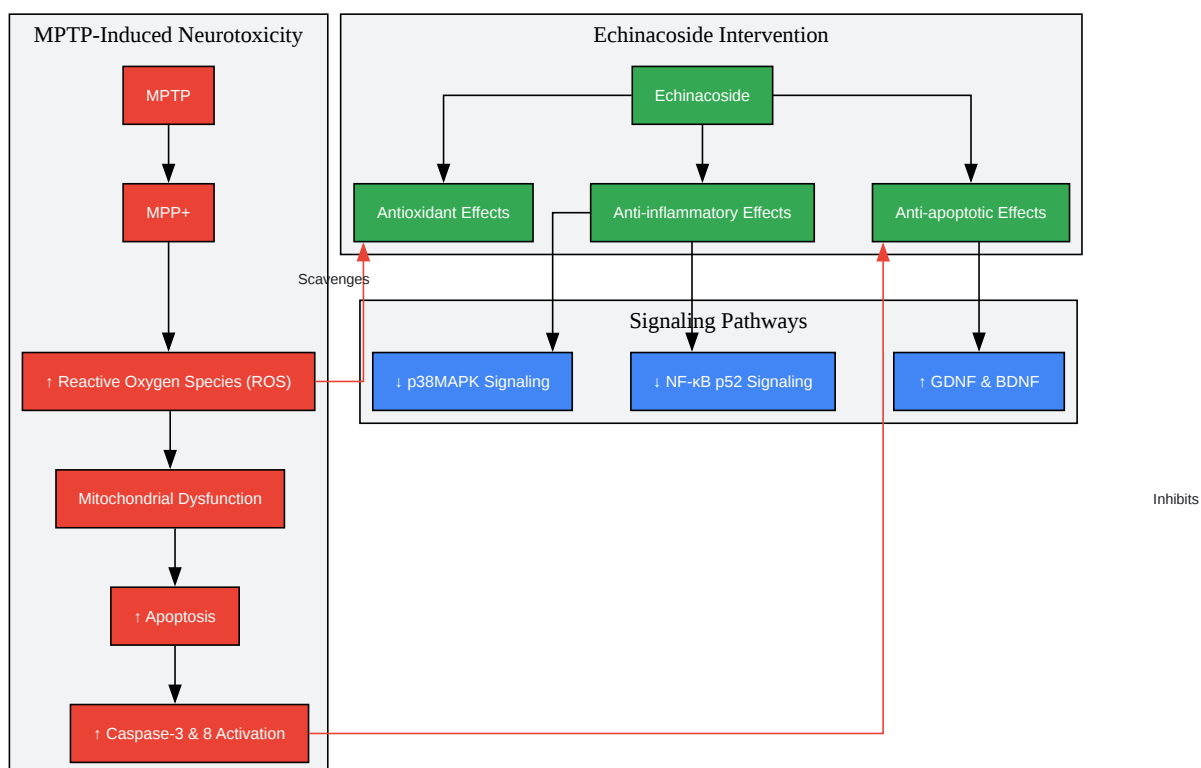 MPTP-Induced Neurotoxicity
MPTP
MPP+
↑ Reactive Oxygen Species (ROS)
Mitochondrial Dysfunction
↑ Apoptosis
↑ Caspase-3 & 8 Activation
Echinacoside Intervention
Echinacoside
Antioxidant Effects
Anti-inflammatory Effects
Anti-apoptotic Effects
Scavenges
Signaling Pathways
↓ p38MAPK Signaling
↓ NF-κB p52 Signaling
↑ GDNF & BDNF
Inhibits